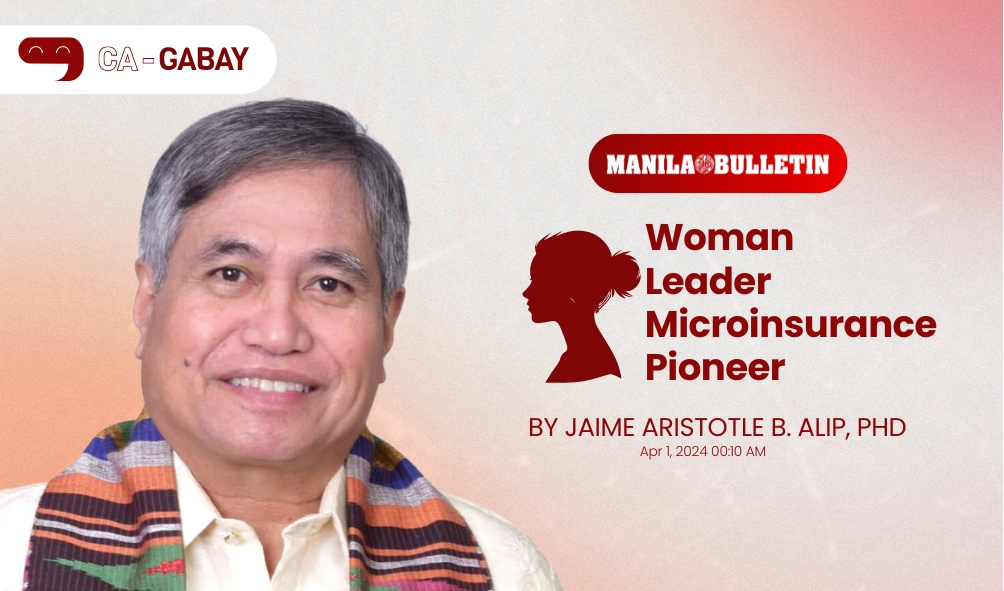 CA-GABAY
MANILA BULLETIN
Woman
Leader
Microinsurance
Pioneer
BY JAIME ARISTOTLE B. ALIP, PHD
Apr 1, 2024 00:10 AM